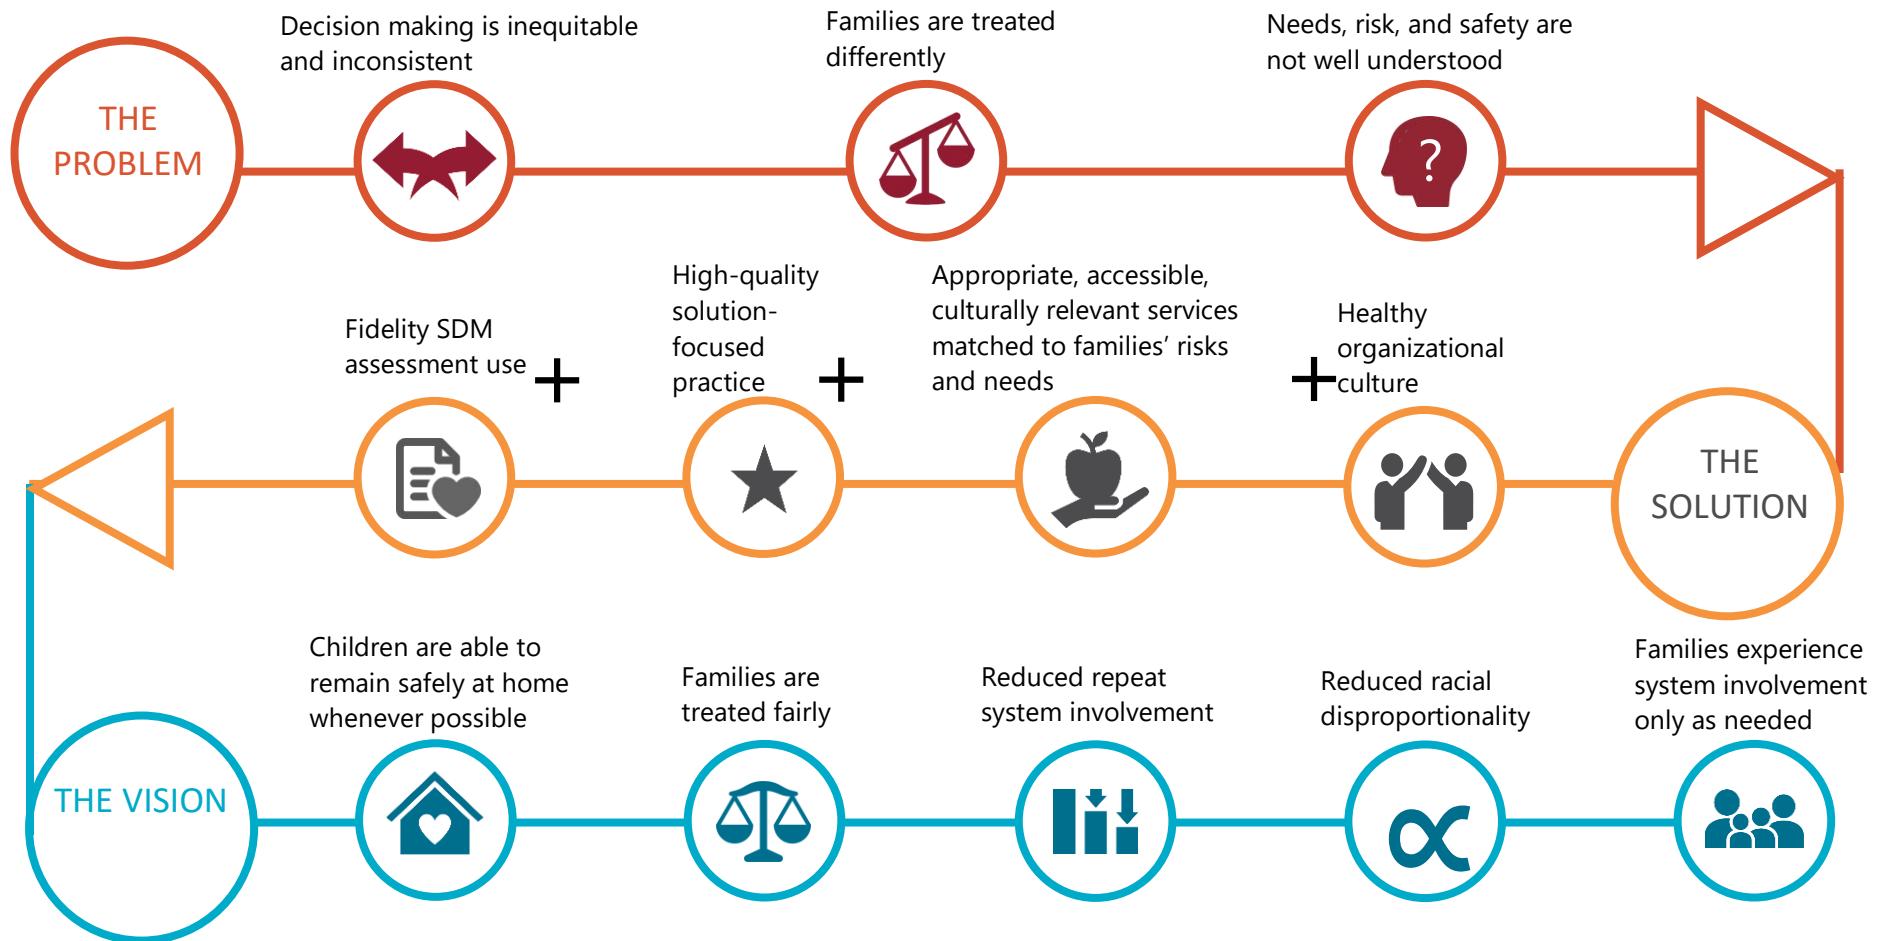 Decision making is inequitable
and inconsistent
Families are treated
differently
Needs, risk, and safety are
not well understood
THE
PROBLEM
?
Fidelity SDM
assessment use
+
High-quality
solution-
focused
practice
+
Appropriate, accessible,
culturally relevant services
matched to families’ risks
and needs
+
Healthy
organizational
culture
THE
SOLUTION
THE VISION
Children are able to
remain safely at home
whenever possible
Families are
treated fairly
Reduced repeat
system involvement
Reduced racial
disproportionality
∝
Families experience
system involvement
only as needed